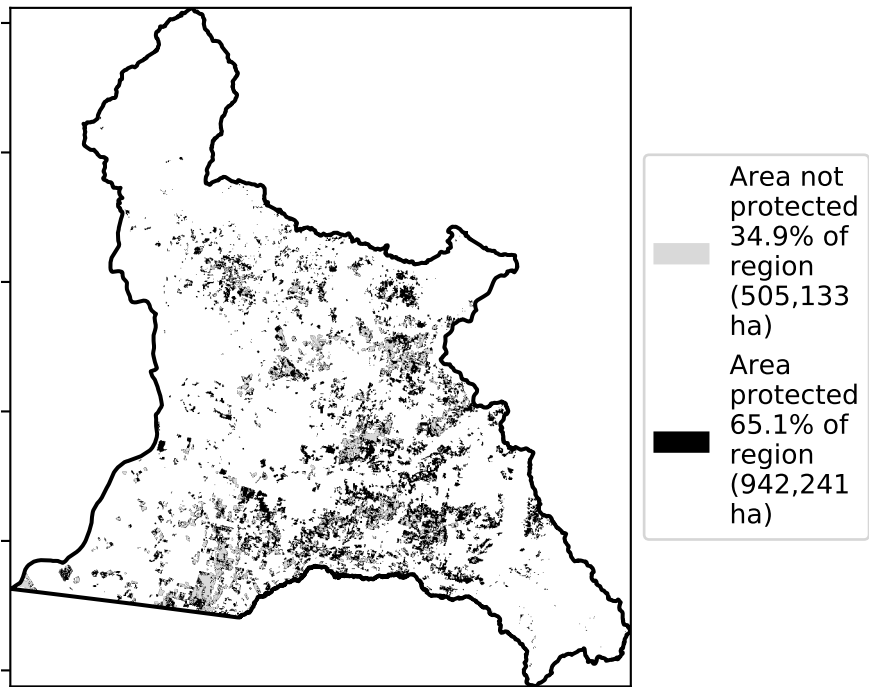 Area not
protected
34.9% of
region
(505,133
ha)
Area
protected
65.1% of
region
(942,241
ha)